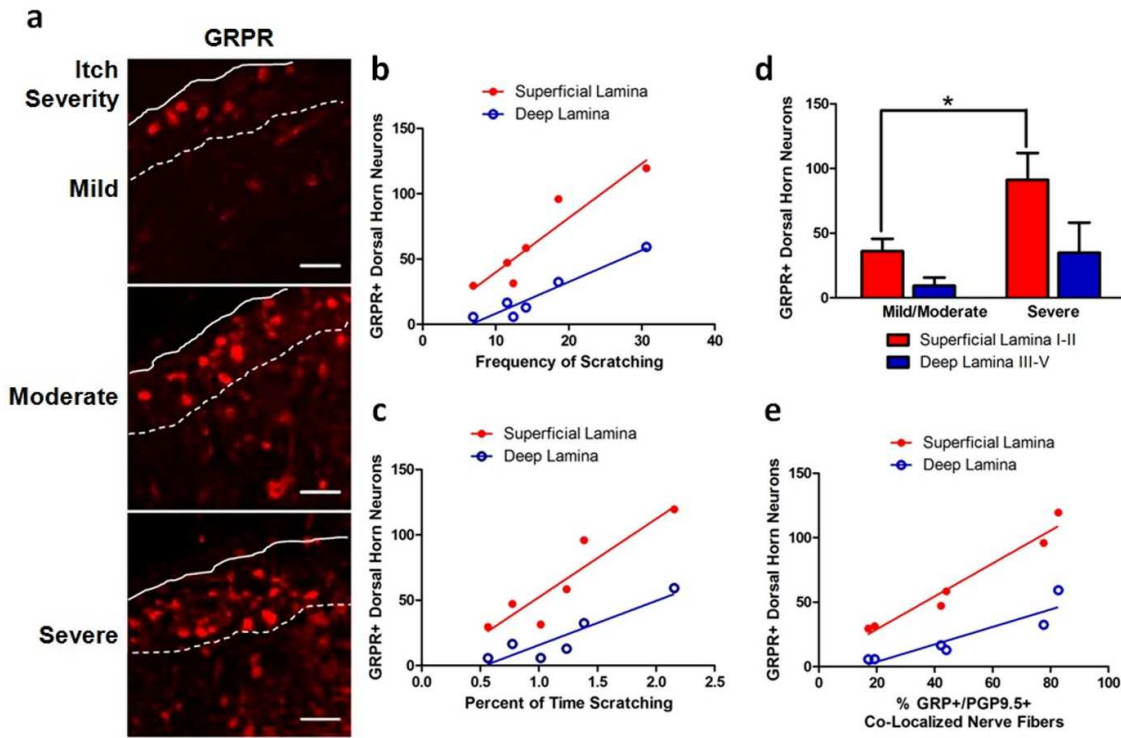 a
GRPR
Itch
Severity
Mild
Moderate
Severe
b
Superficial Lamina
Deep Lamina
GRPR+ Dorsal Horn Neurons
150
100
50
0
0
10
20
30
40
Frequency of Scratching
c
Superficial Lamina
Deep Lamina
GRPR+ Dorsal Horn Neurons
150
100
50
0
0.0
0.5
1.0
1.5
2.0
2.5
Percent of Time Scratching
d
GRPR+ Dorsal Horn Neurons
150
100
50
0
*
Mild/Moderate
Severe
Superficial Lamina I-II
Deep Lamina III-V
e
Superficial Lamina
Deep Lamina
GRPR+ Dorsal Horn Neurons
150
100
50
0
0
20
40
60
80
100
% GRP+/PGP9.5+
Co-Localized Nerve Fibers